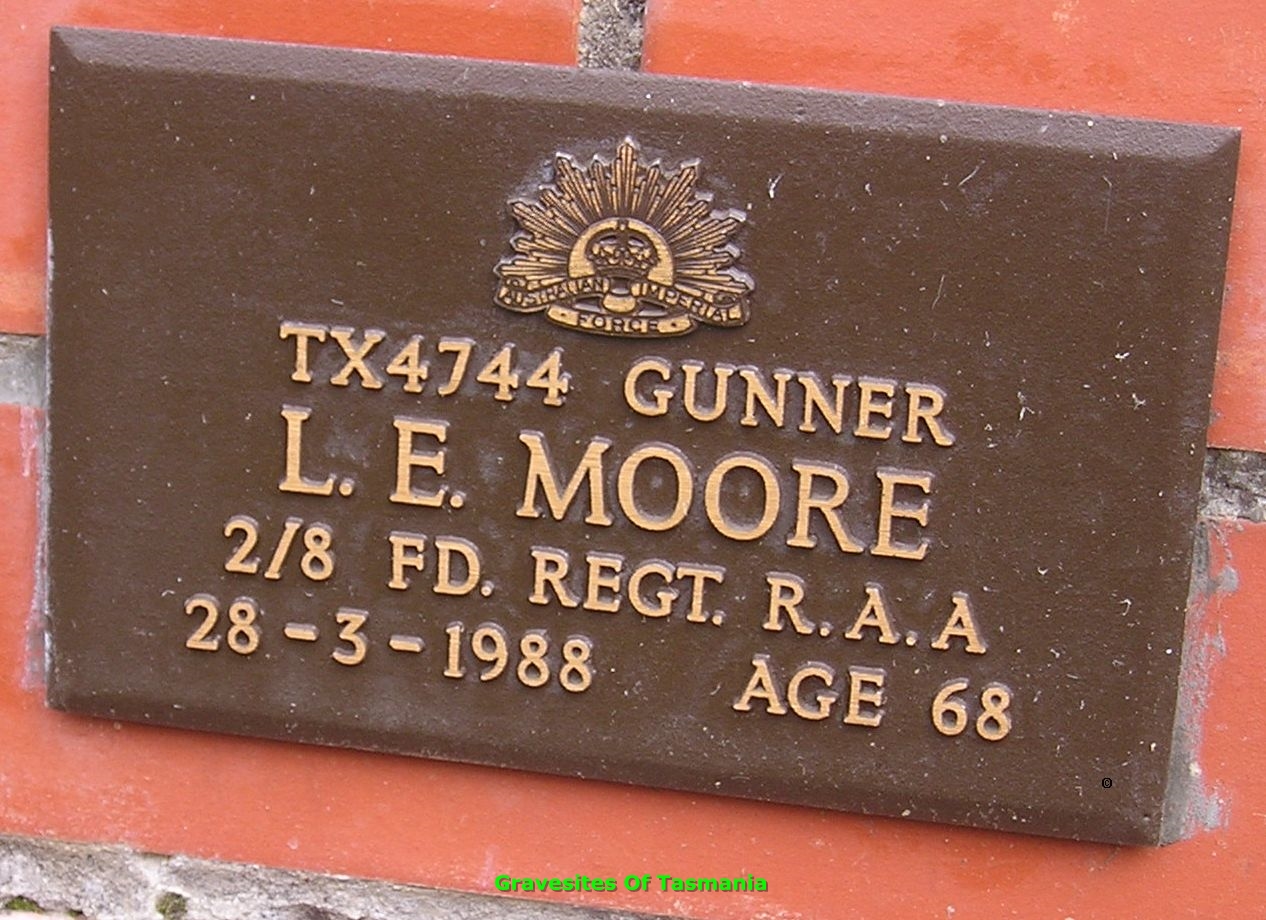 AUSTRALIAN IMPERIAL
FORCE
TX4744 GUNNER
L. E. MOORE
2/8 FD. REGT. R.A.A
28-3-1988 AGE 68
©
Gravesites Of Tasmania